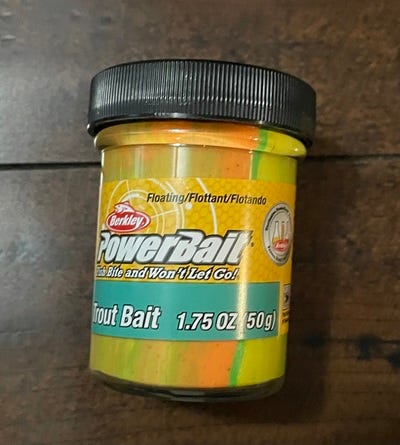 Floating/Flottant/Flotando
Berkley
PowerBait
Fish Bite and Won't Let Go!
Trout Bait 1.75 OZ (50g)